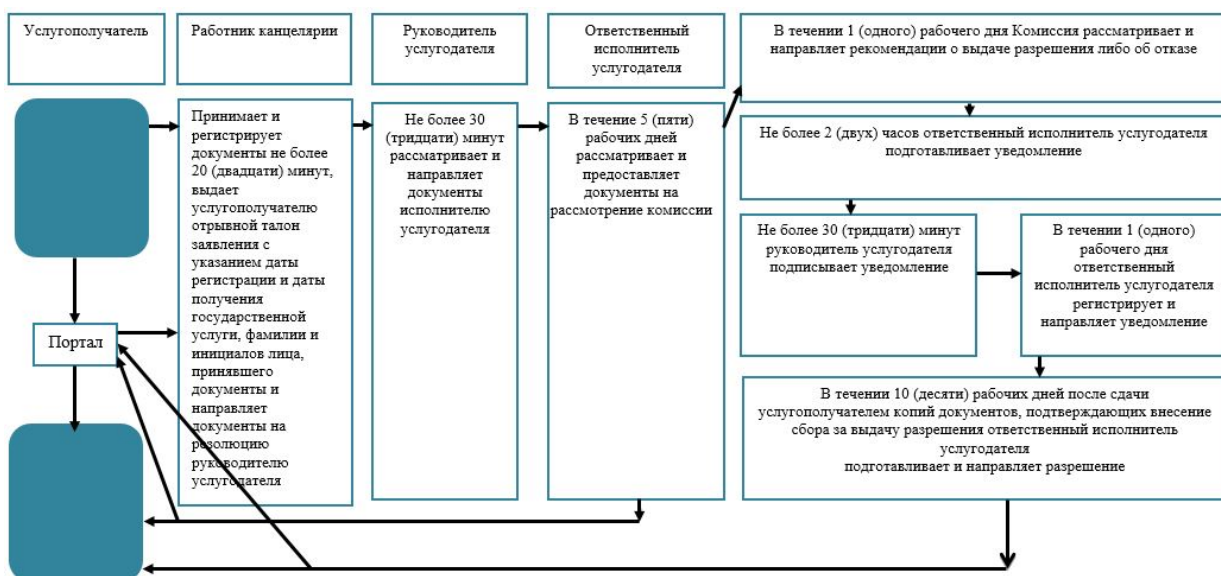 Услугополучатель
Работник канцелярии
Руководитель
услугодателя
Ответственный
исполнитель
услугодателя
В течении 1 (одного) рабочего дня Комиссия рассматривает и
направляет рекомендации о выдаче разрешения либо об отказе
Принимает и
регистрирует
документы не более
20 (двадцати) минут,
выдает
услугополучателю
отрывной талон
заявления с
указанием даты
регистрации и даты
получения
государственной
услуги, фамилии и
инициалов лица,
принявшего
документы и
направляет
документы на
резолюцию
руководителю
услугодателя
Не более 30
(тридцати) минут
рассматривает и
направляет
документы
исполнителю
услугодателя
В течение 5 (пяти)
рабочих дней
рассматривает и
предоставляет
документы на
рассмотрение комиссии
Не более 2 (двух) часов ответственный исполнитель услугодателя
подготавливает уведомление
Не более 30 (тридцати) минут
руководитель услугодателя
подписывает уведомление
В течении 1 (одного)
рабочего дня
ответственный
исполнитель услугодателя
регистрирует и
направляет уведомление
Портал
В течении 10 (десяти) рабочих дней после сдачи
услугополучателем копий документов, подтверждающих внесение
сбора за выдачу разрешения ответственный исполнитель
услугодателя
подготавливает и направляет разрешение